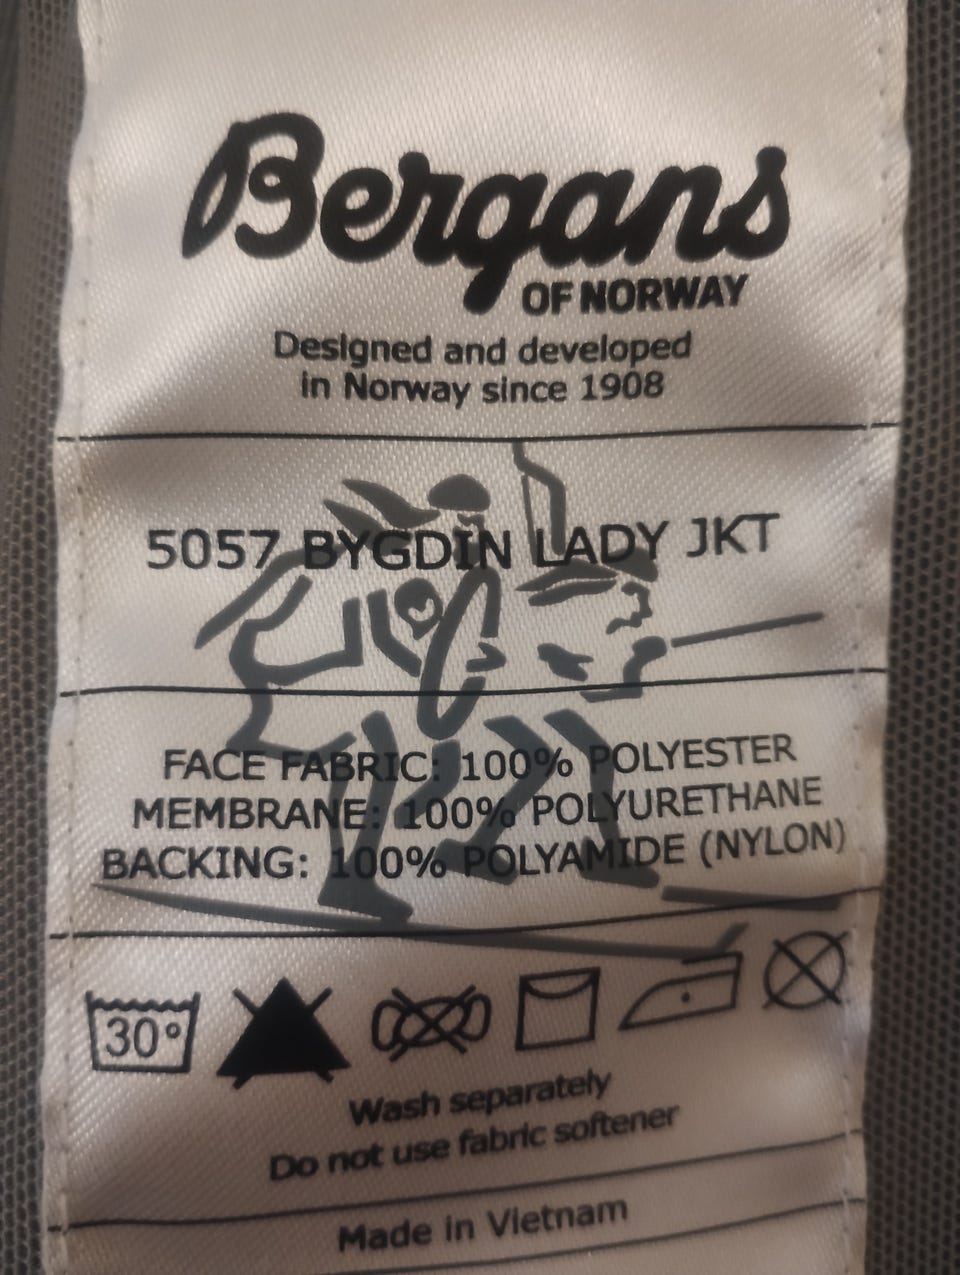 Bergans
OF NORWAY
Designed and developed
in Norway since 1908
5057 BYGDIN LADY JKT
FACE FABRIC: 100% POLYESTER
MEMBRANE: 100% POLYURETHANE
BACKING: 100% POLYAMIDE (NYLON)
30°
Wash separately
Do not use fabric softener
Made in Vietnam